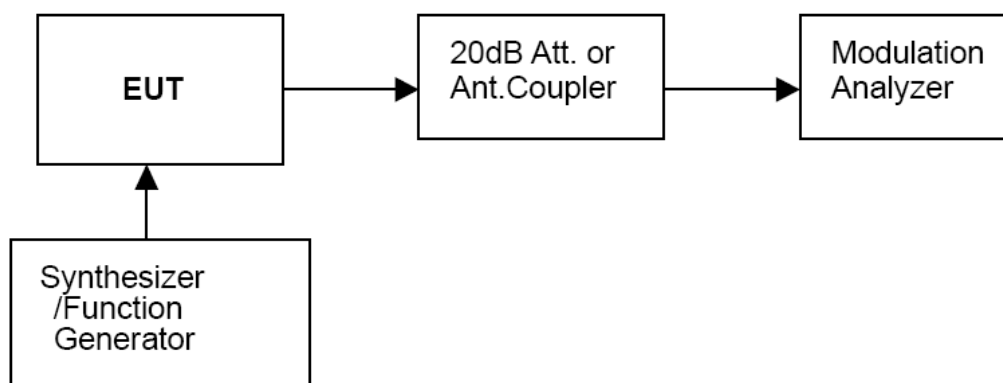 EUT
20dB Att. or
Ant.Coupler
Modulation
Analyzer
Synthesizer
/Function
Generator